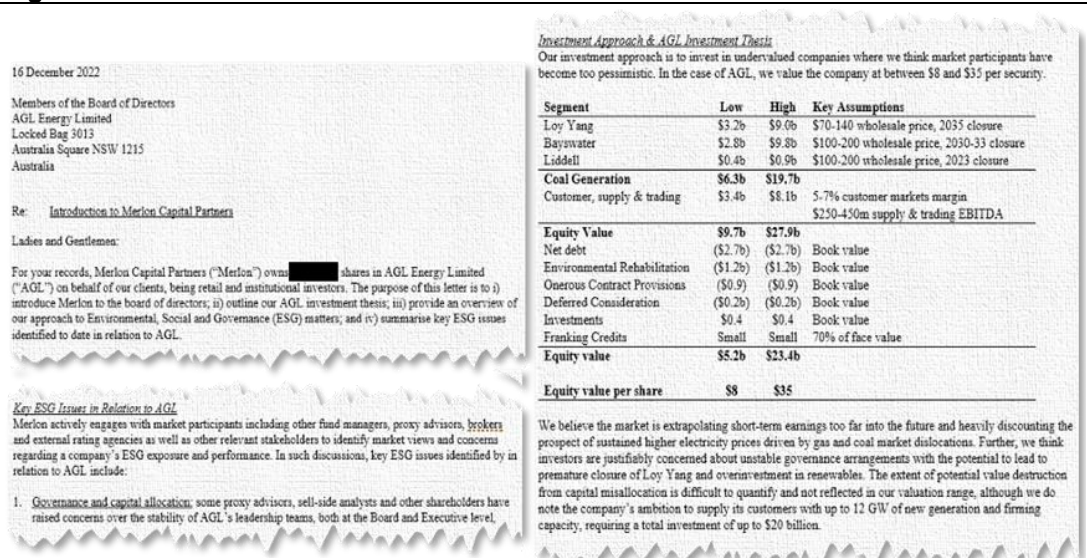 16 December 2022
Members of the Board of Directors
AGL Energy Limited
Locked Bag 3013
Australia Square NSW 1215
Australia
Re: Introduction to Merlon Capital Partners
Ladies and Gentlemen:
For your records, Merlon Capital Partners ("Merlon") owns shares in AGL Energy Limited
("AGL") on behalf of our clients, being retail and institutional investors. The purpose of this letter is to i)
introduce Merlon to the board of directors; ii) outline our AGL investment thesis; iii) provide an overview of
our approach to Environmental, Social and Governance (ESG) matters; and iv) summarise key ESG issues
identified to date in relation to AGL.
Key ESG Issues in Relation to AGL
Merlon actively engages with market participants including other fund managers, proxy advisors, brokers
and external rating agencies as well as other relevant stakeholders to identify market views and concerns
regarding a company's ESG exposure and performance. In such discussions, key ESG issues identified by in
relation to AGL include:
1. Governance and capital allocation: some proxy advisors, sell-side analysts and other shareholders have
raised concerns over the stability of AGL's leadership teams, both at the Board and Executive level,
Investment Approach & AGL Investment Thesis
Our investment approach is to invest in undervalued companies where we think market participants have
become too pessimistic. In the case of AGL, we value the company at between $8 and $35 per security.
Segment Low High Key Assumptions
Loy Yang $3.2b $9.0b $70-140 wholesale price, 2035 closure
Bayswater $2.8b $9.8b $100-200 wholesale price, 2030-33 closure
Liddell $0.4b $0.9b $100-200 wholesale price, 2023 closure
Coal Generation $6.3b $19.7b
Customer, supply & trading $3.4b $8.1b 5-7% customer markets margin
$250-450m supply & trading EBITDA
Equity Value $9.7b $27.9b
Net debt ($2.7b) ($2.7b) Book value
Environmental Rehabilitation ($1.2b) ($1.2b) Book value
Onerous Contract Provisions ($0.9) ($0.9) Book value
Deferred Consideration ($0.2b) ($0.2b) Book value
Investments $0.4 $0.4 Book value
Franking Credits Small Small 70% of face value
Equity value $5.2b $23.4b
Equity value per share $8 $35
We believe the market is extrapolating short-term earnings too far into the future and heavily discounting the
prospect of sustained higher electricity prices driven by gas and coal market dislocations. Further, we think
investors are justifiably concerned about unstable governance arrangements with the potential to lead to
premature closure of Loy Yang and overinvestment in renewables. The extent of potential value destruction
from capital misallocation is difficult to quantify and not reflected in our valuation range, although we do
note the company's ambition to supply its customers with up to 12 GW of new generation and firming
capacity, requiring a total investment of up to $20 billion.